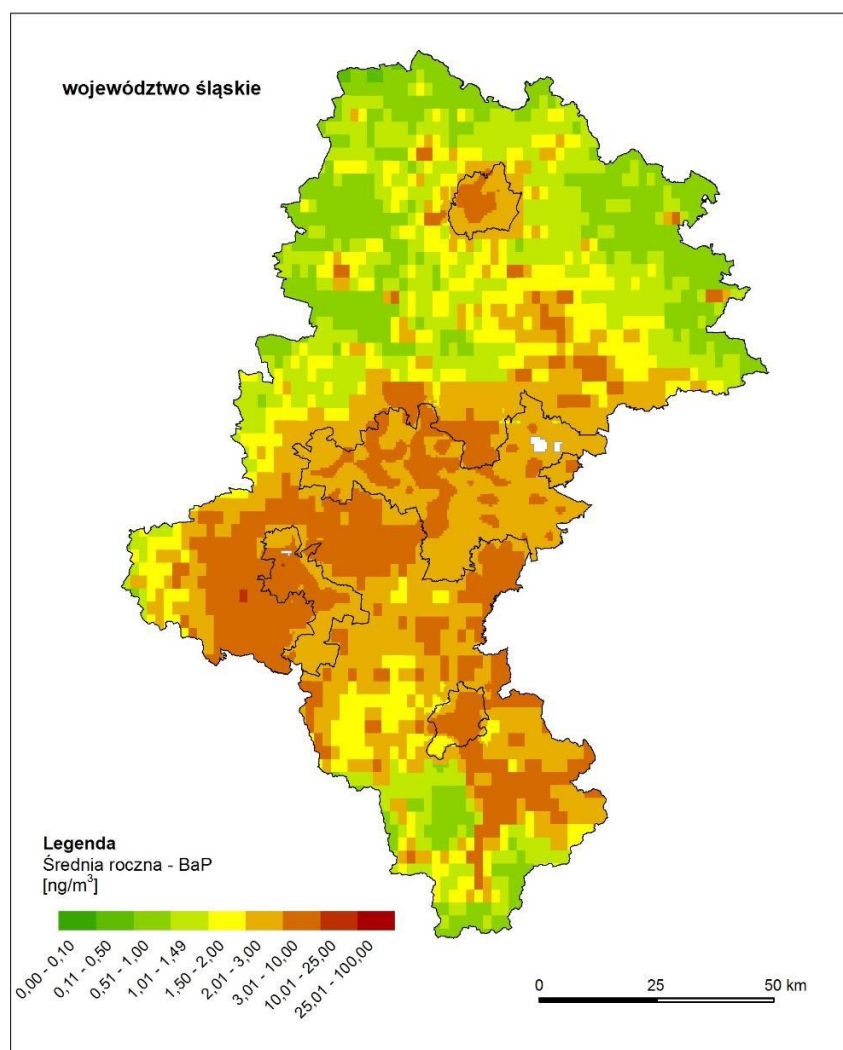 województwo śląskie
Legenda
Średnia roczna - BaP
[ng/m³]
0,00 - 0,10
0,11 - 0,50
0,51 - 1,00
1,01 - 1,49
1,50 - 2,00
2,01 - 3,00
3,01 - 10,00
10,01 - 25,00
25,01 - 100,00
0 25 50 km